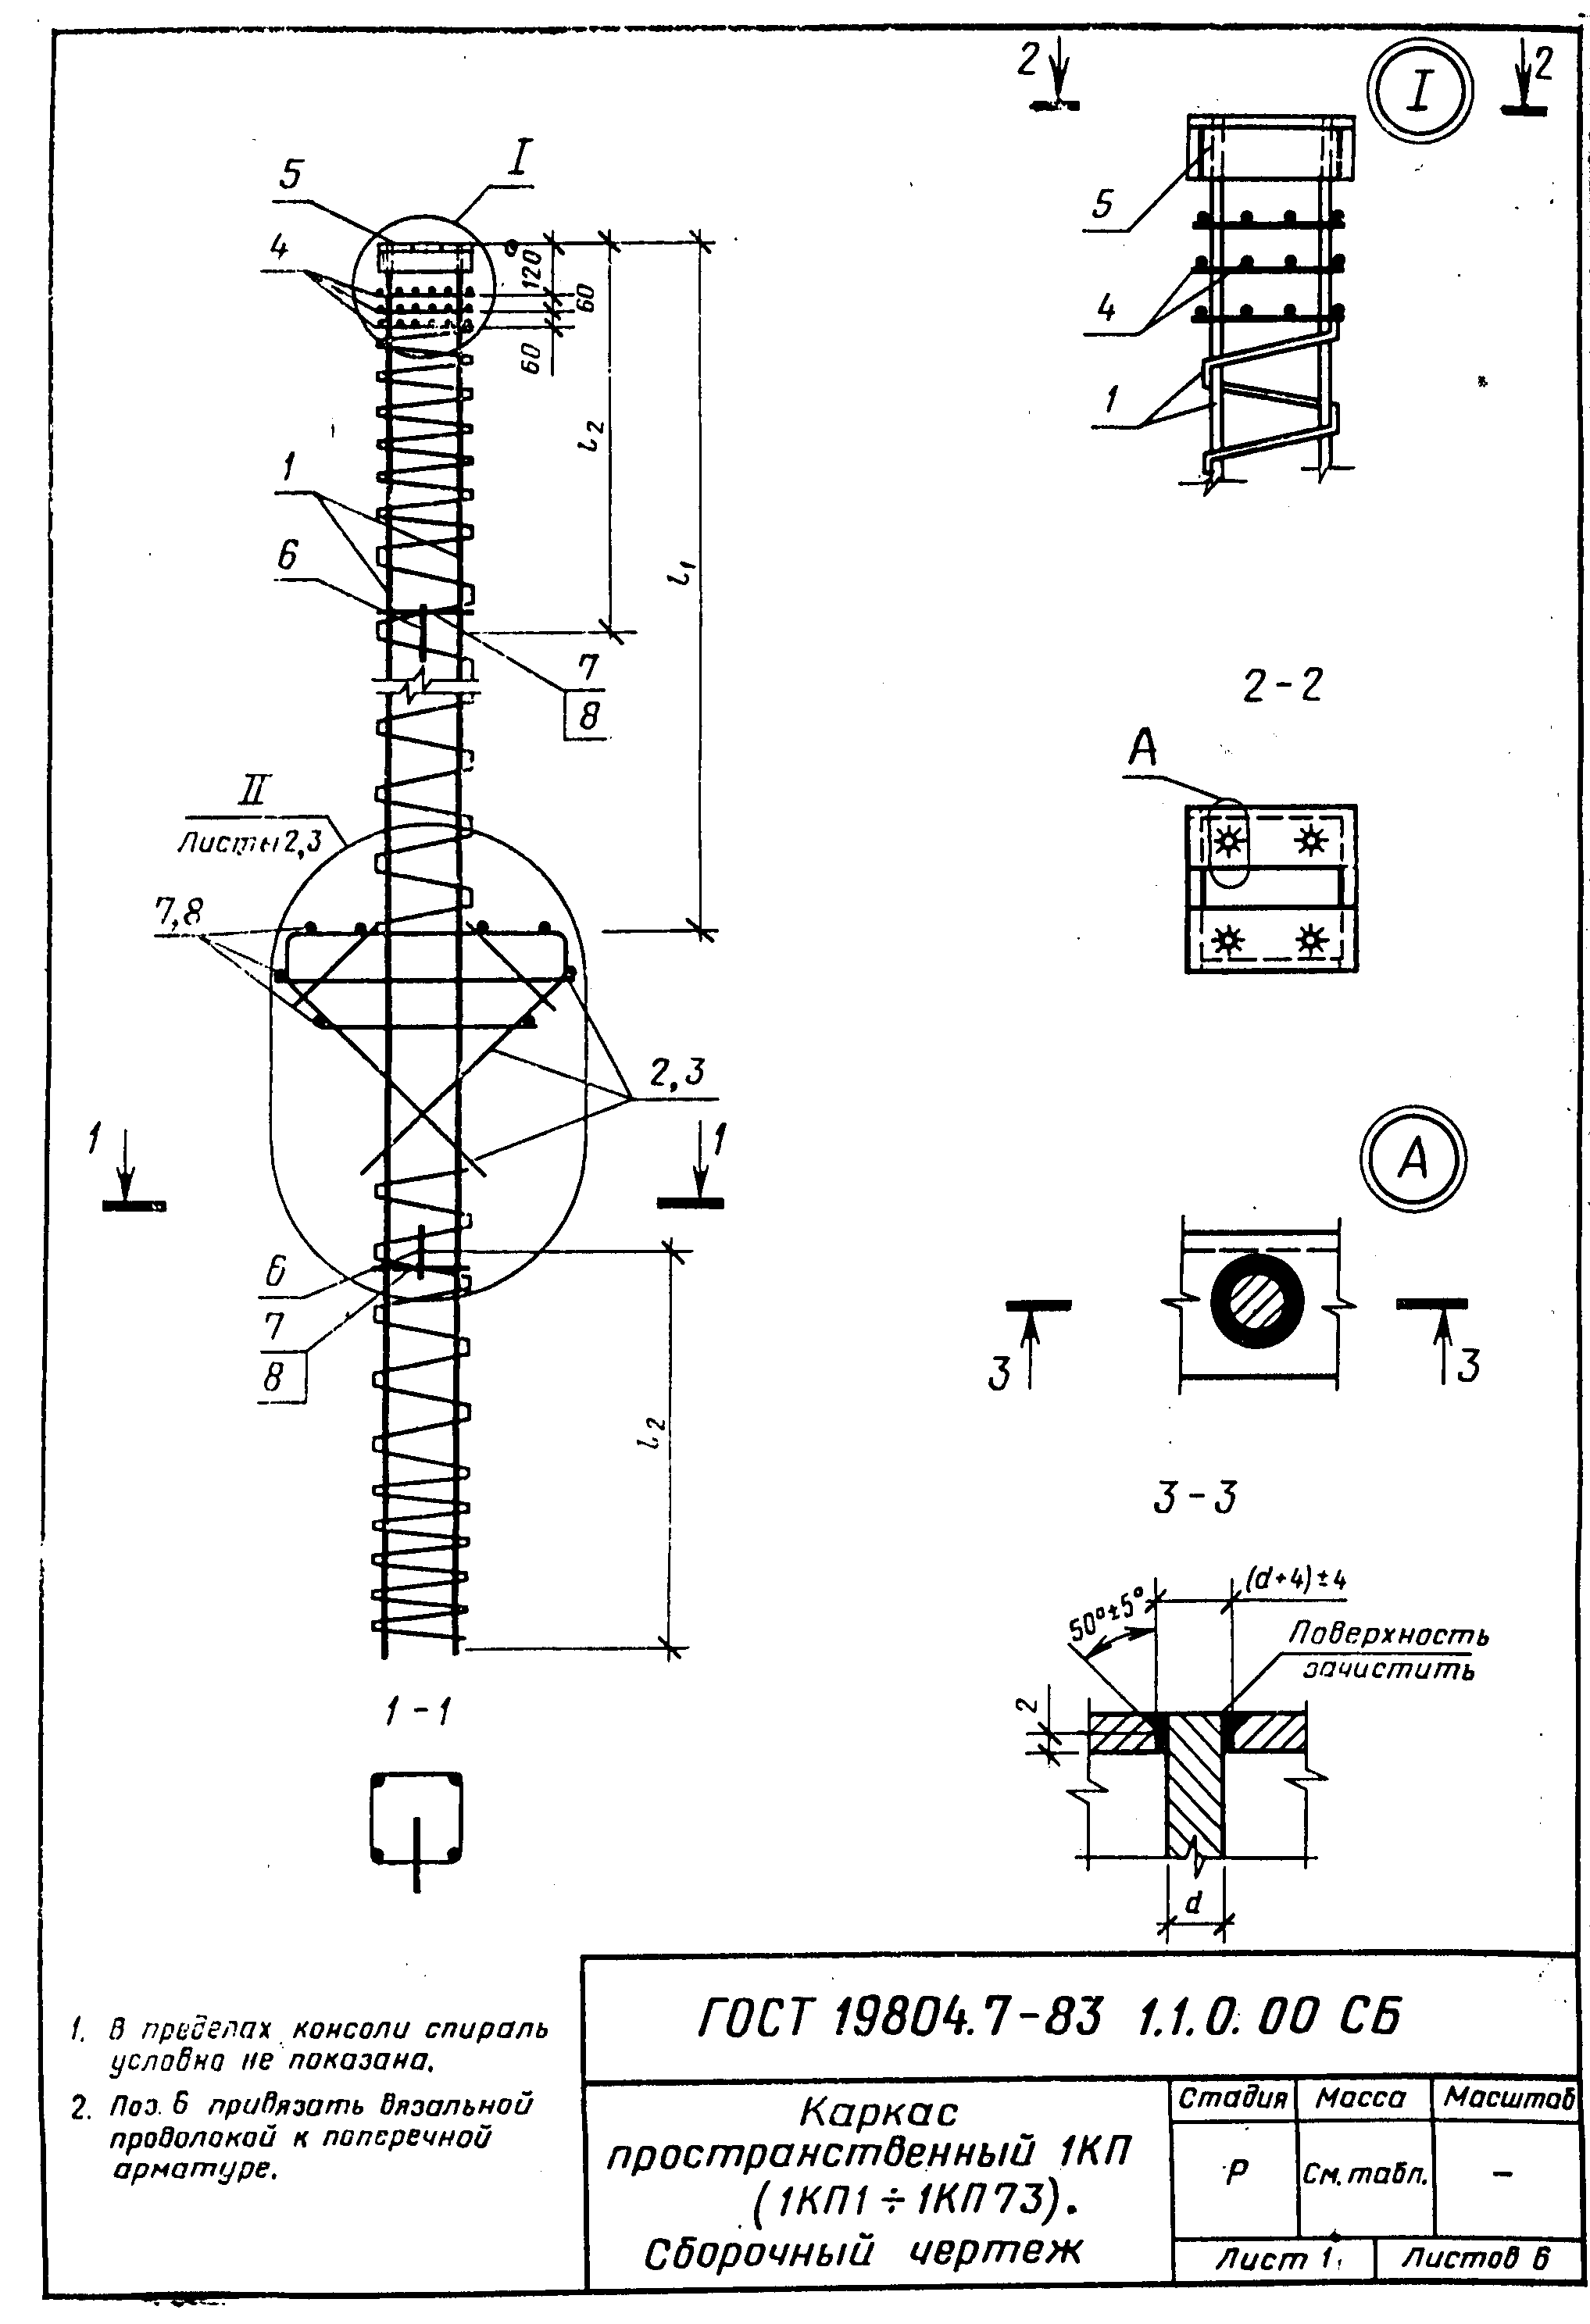 2
I
2
5
I
4
120
60
60
5
4
1
l2
l1
1
6
7
8
2-2
А
II
Листы 2,3
7,8
2,3
1
1
А
6
7
8
l2
3
3
3-3
50°±5°
(d+4)±4
Поверхность
зачистить
2
d
1-1
1. В пределах консоли спираль
условно не показана.
2. Поз. 6 привязать вязальной
проволокой к поперечной
арматуре.
ГОСТ 19804.7-83 1.1.0.00 СБ
Каркас
пространственный 1КП
(1КП1÷1КП73).
Сборочный чертеж
Стадия Масса Масштаб
Р См. табл. –
Лист 1 Листов 6